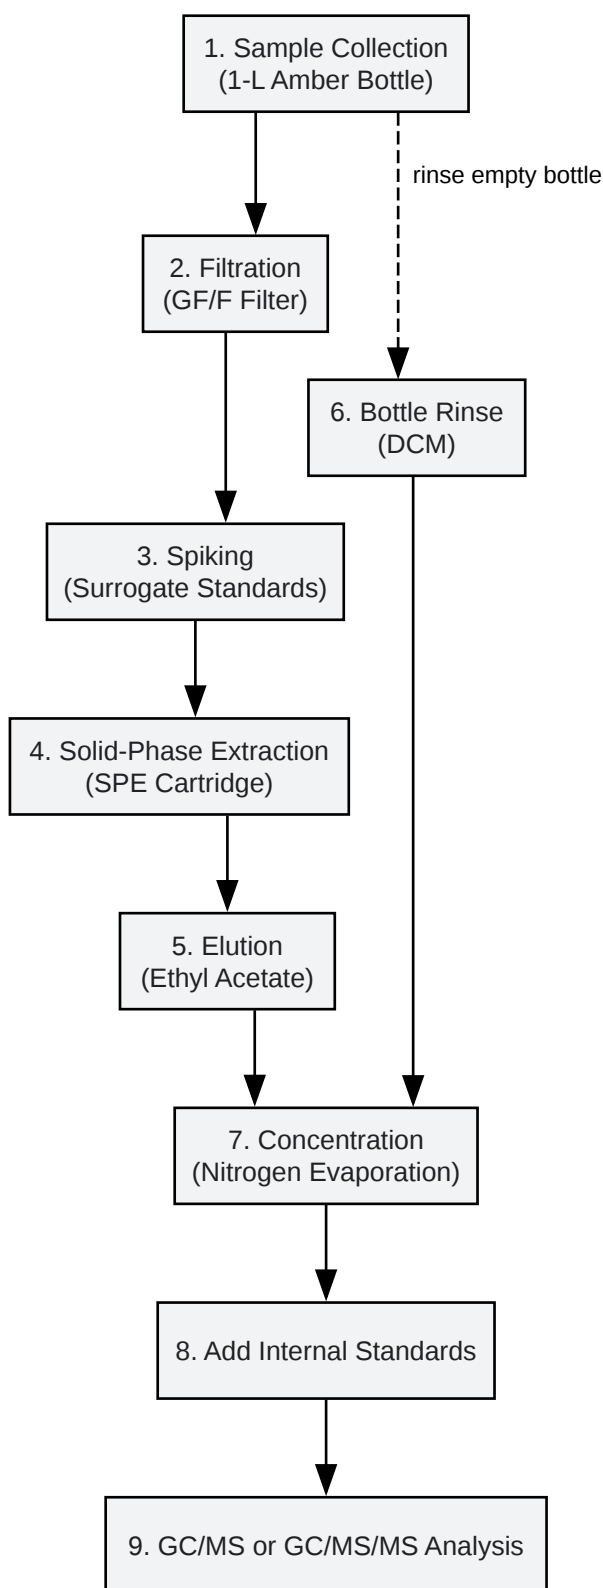 1. Sample Collection
(1-L Amber Bottle)
rinse empty bottle
2. Filtration
(GF/F Filter)
6. Bottle Rinse
(DCM)
3. Spiking
(Surrogate Standards)
4. Solid-Phase Extraction
(SPE Cartridge)
5. Elution
(Ethyl Acetate)
7. Concentration
(Nitrogen Evaporation)
8. Add Internal Standards
9. GC/MS or GC/MS/MS Analysis